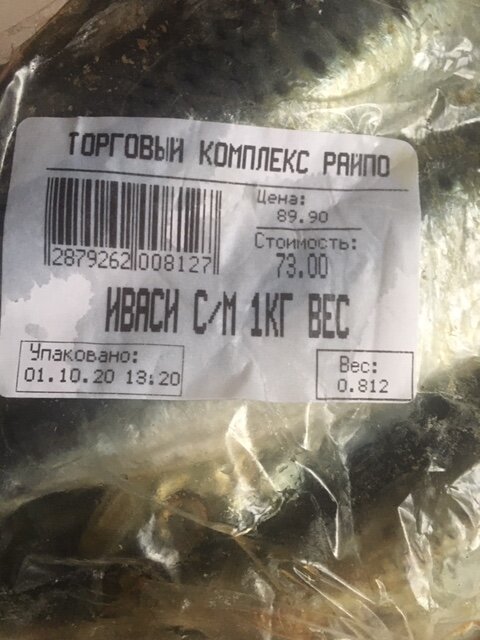 ТОРГОВЫЙ КОМПЛЕКС РАЙПО
Цена:
89.90
2879262 008127
Стоимость:
73.00
ИВАСИ С/М 1КГ ВЕС
Упаковано:
01.10.20 13:20
Вес:
0.812